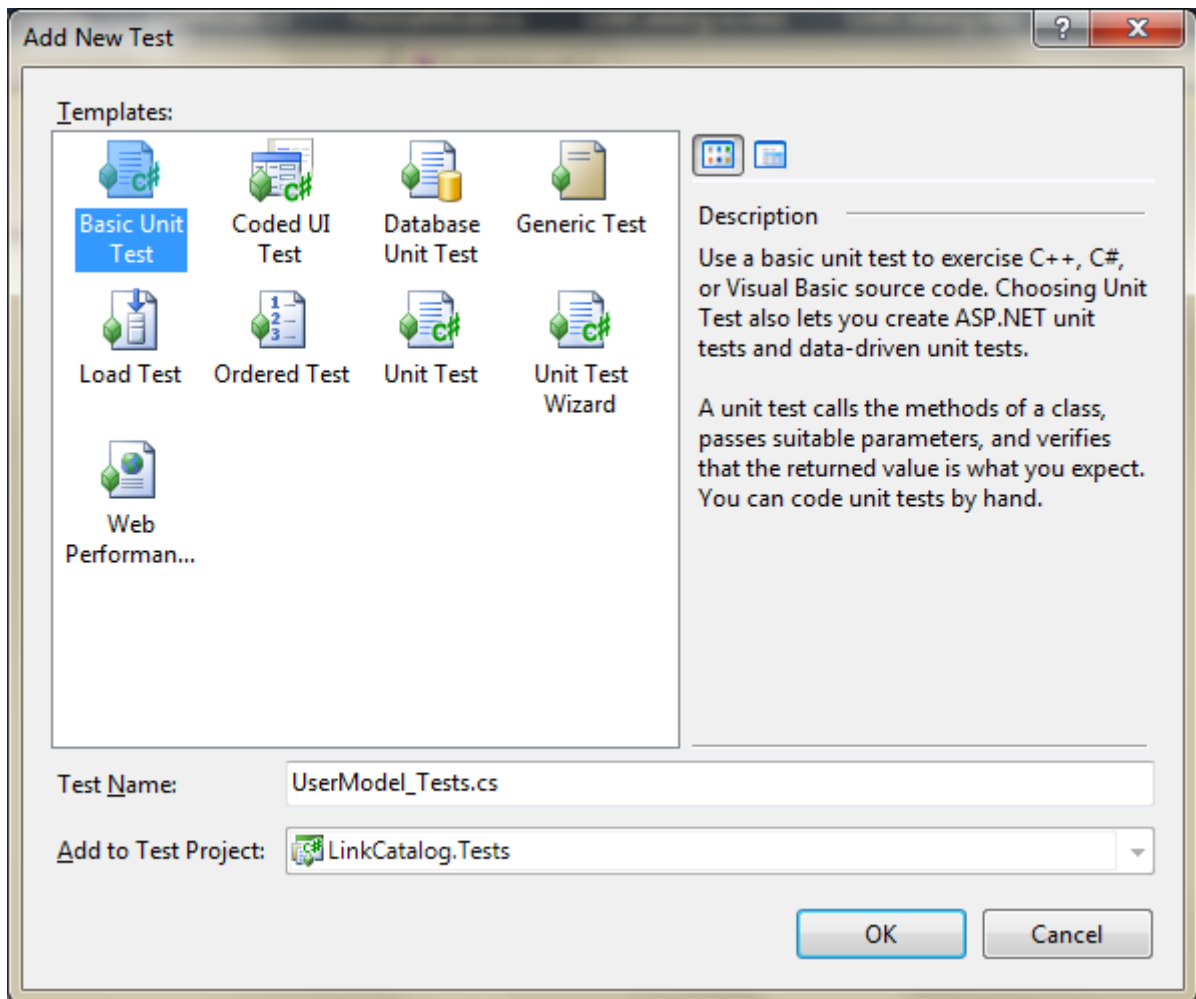 Add New Test
?
X
Templates:
Basic Unit
Test
Coded UI
Test
Database
Unit Test
Generic Test
Load Test
Ordered Test
Unit Test
Unit Test
Wizard
Web
Performan...
Description
Use a basic unit test to exercise C++, C#,
or Visual Basic source code. Choosing Unit
Test also lets you create ASP.NET unit
tests and data-driven unit tests.
A unit test calls the methods of a class,
passes suitable parameters, and verifies
that the returned value is what you expect.
You can code unit tests by hand.
Test Name:
UserModel_Tests.cs
Add to Test Project:
LinkCatalog.Tests
OK
Cancel